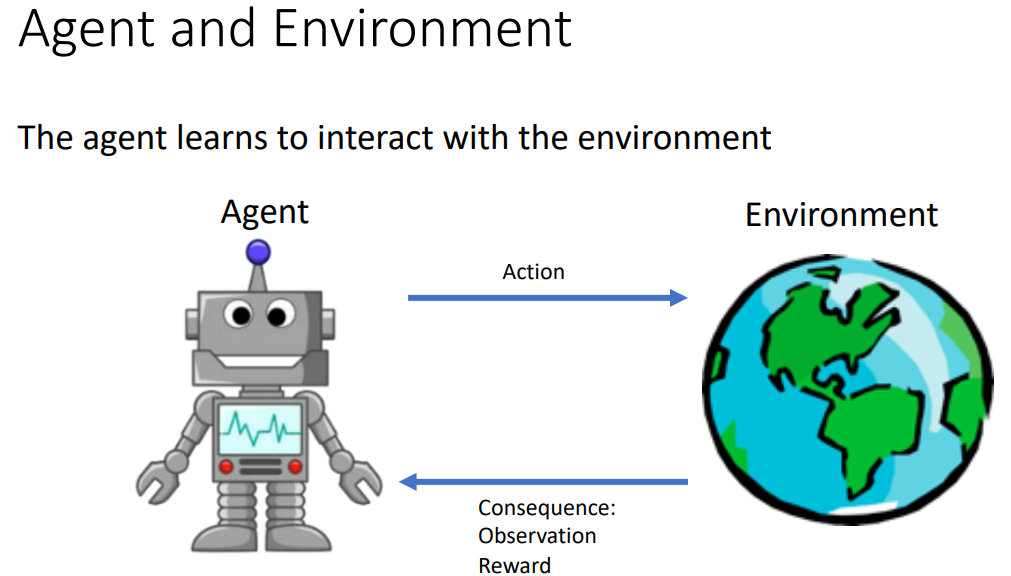 Agent and Environment
The agent learns to interact with the environment
Agent
Environment
Action
Consequence:
Observation
Reward